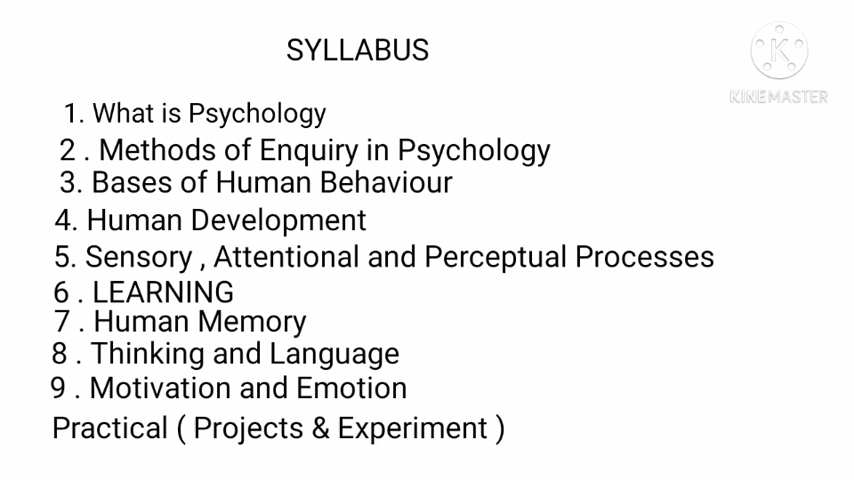 SYLLABUS
K
KINEMASTER
1. What is Psychology
2 . Methods of Enquiry in Psychology
3. Bases of Human Behaviour
4. Human Development
5. Sensory , Attentional and Perceptual Processes
6 . LEARNING
7 . Human Memory
8 . Thinking and Language
9 . Motivation and Emotion
Practical ( Projects & Experiment )